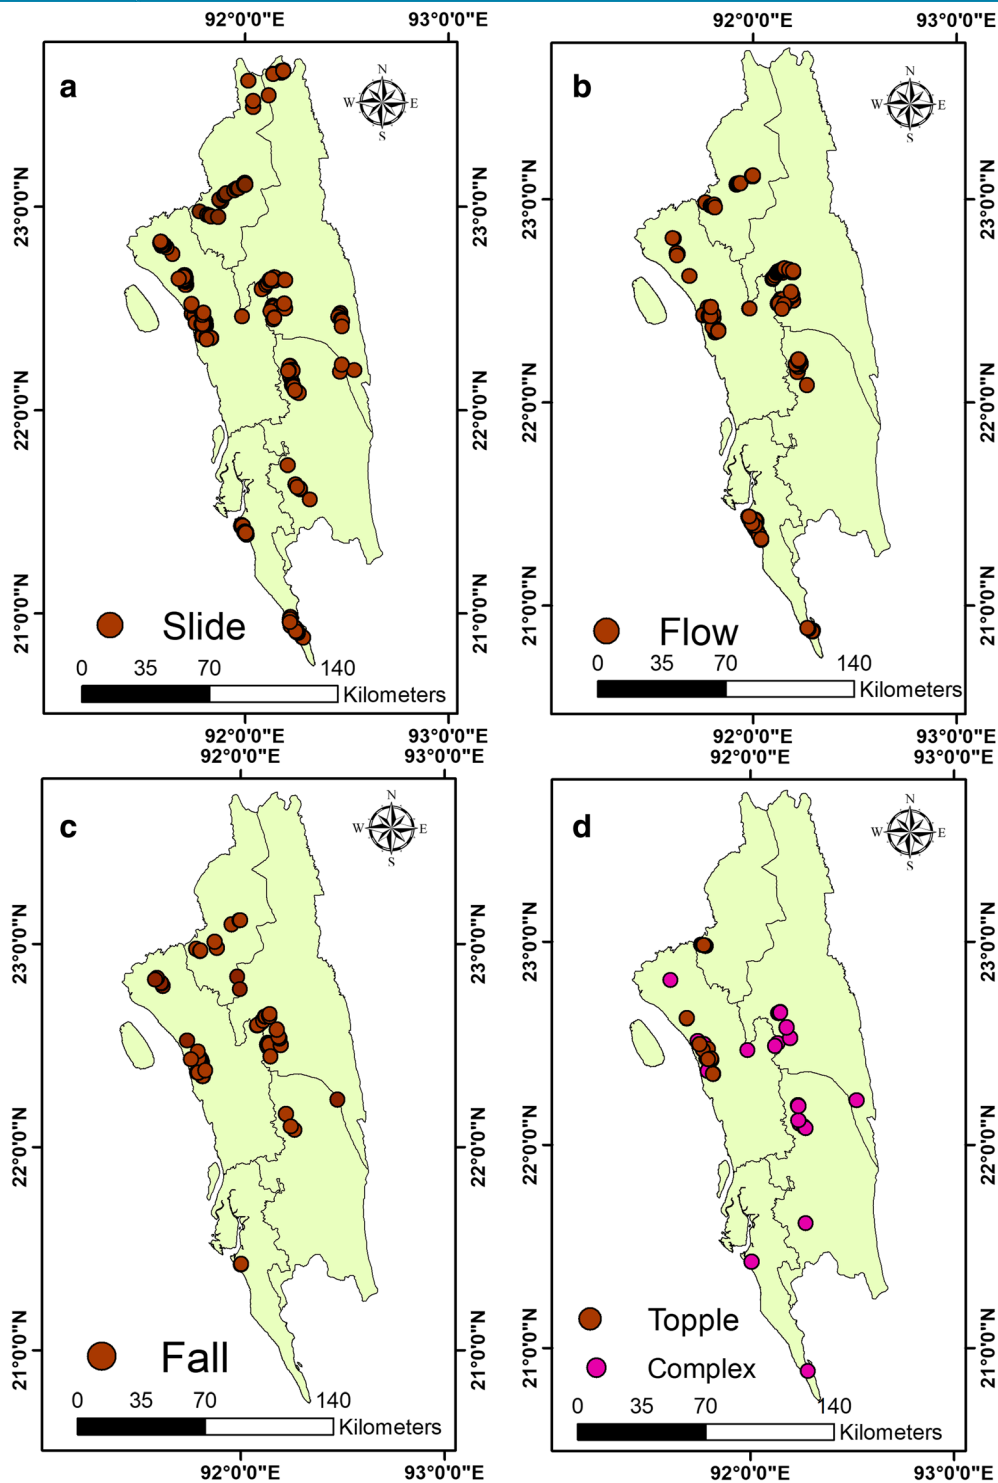 92°0'0"E 93°0'0"E 92°0'0"E 93°0'0"E
a N W E S
b N W E S
23°0'0"N 23°0'0"N 23°0'0"N 23°0'0"N
22°0'0"N 22°0'0"N 22°0'0"N 22°0'0"N
21°0'0"N 21°0'0"N 21°0'0"N 21°0'0"N
Slide
0 35 70 140
Kilometers
Flow
0 35 70 140
Kilometers
92°0'0"E 93°0'0"E 92°0'0"E 93°0'0"E
92°0'0"E 93°0'0"E 92°0'0"E 93°0'0"E
c N W E S
d N W E S
23°0'0"N 23°0'0"N 23°0'0"N 23°0'0"N
22°0'0"N 22°0'0"N 22°0'0"N 22°0'0"N
21°0'0"N 21°0'0"N 21°0'0"N 21°0'0"N
Fall
0 35 70 140
Kilometers
Topple
Complex
0 35 70 140
Kilometers
92°0'0"E 93°0'0"E 92°0'0"E 93°0'0"E